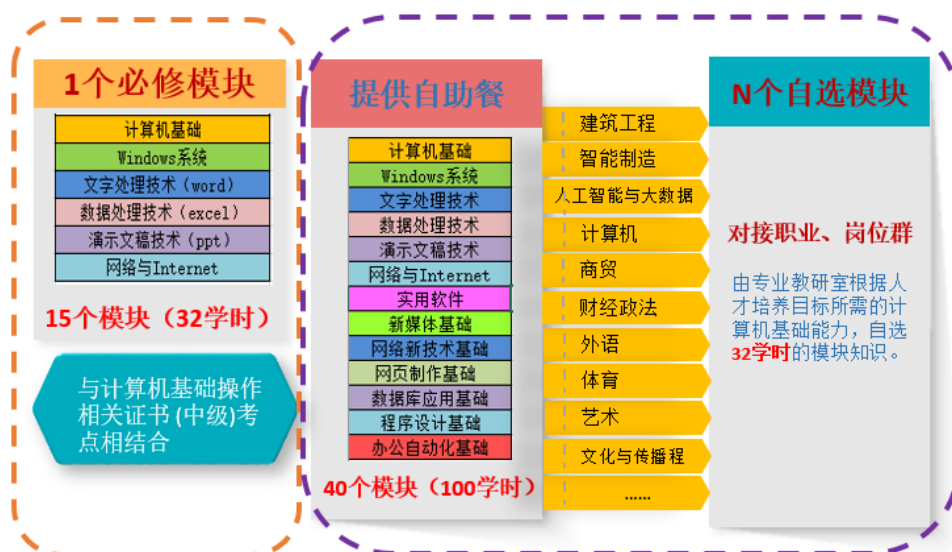 1个必修模块
计算机基础
Windows系统
文字处理技术（word）
数据处理技术（excel）
演示文稿技术（ppt）
网络与Internet
15个模块（32学时）
与计算机基础操作
相关证书(中级)考
点相结合
提供自助餐
计算机基础
Windows系统
文字处理技术
数据处理技术
演示文稿技术
网络与Internet
实用软件
新媒体基础
网络新技术基础
网页制作基础
数据库应用基础
程序设计基础
办公自动化基础
40个模块（100学时）
建筑工程
智能制造
人工智能与大数据
计算机
商贸
财经政法
外语
体育
艺术
文化与传播程
……
N个自选模块
对接职业、岗位群
由专业教研室根据人
才培养目标所需的计
算机基础能力，自选
32学时的模块知识。